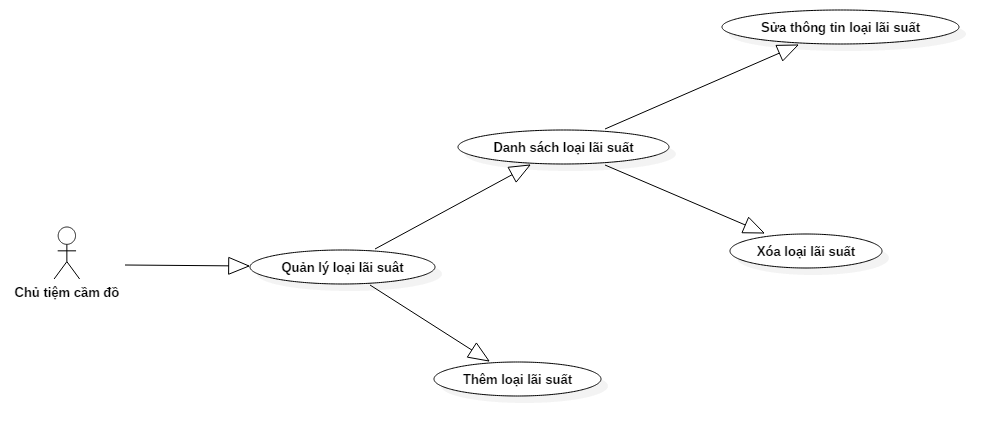 Sửa thông tin loại lãi suất
Danh sách loại lãi suất
Xóa loại lãi suất
Quản lý loại lãi suât
Chủ tiệm cầm đồ
Thêm loại lãi suất